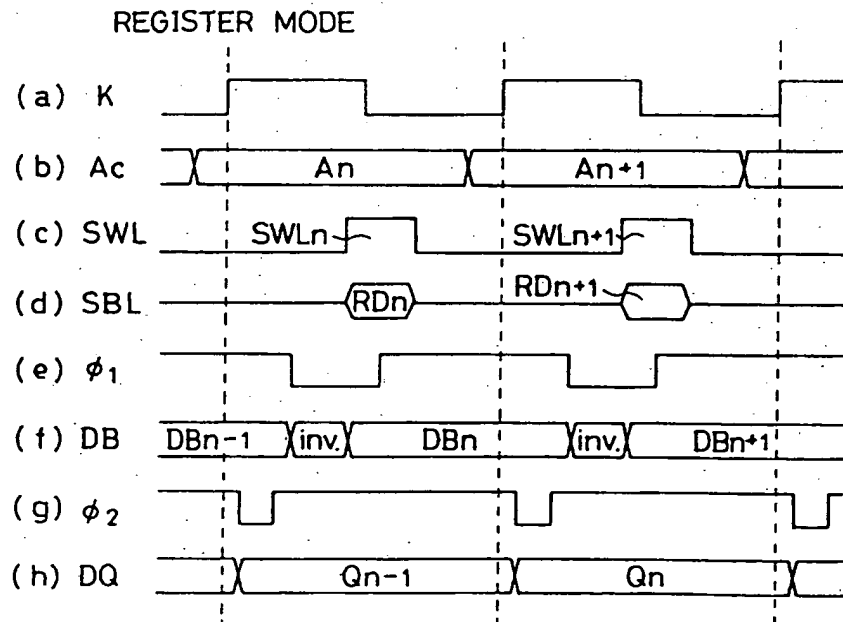 REGISTER MODE
(a) K
(b) Ac An An+1
(c) SWL SWLn SWLn+1
(d) SBL RDn RDn+1
(e) ϕ1
(f) DB DBn-1 inv. DBn inv. DBn+1
(g) ϕ2
(h) DQ Qn-1 Qn